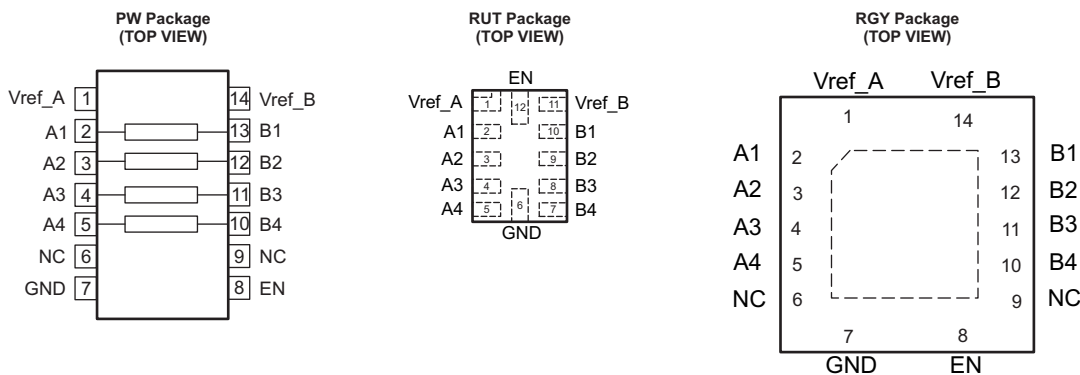 PW Package
(TOP VIEW)
Vref_A 1 14 Vref_B
A1 2 13 B1
A2 3 12 B2
A3 4 11 B3
A4 5 10 B4
NC 6 9 NC
GND 7 8 EN
RUT Package
(TOP VIEW)
EN
Vref_A 1 12 11 Vref_B
A1 2 10 B1
A2 3 9 B2
A3 4 8 B3
A4 5 6 7 B4
GND
RGY Package
(TOP VIEW)
Vref_A Vref_B
1 14
A1 2 13 B1
A2 3 12 B2
A3 4 11 B3
A4 5 10 B4
NC 6 9 NC
7 8
GND EN